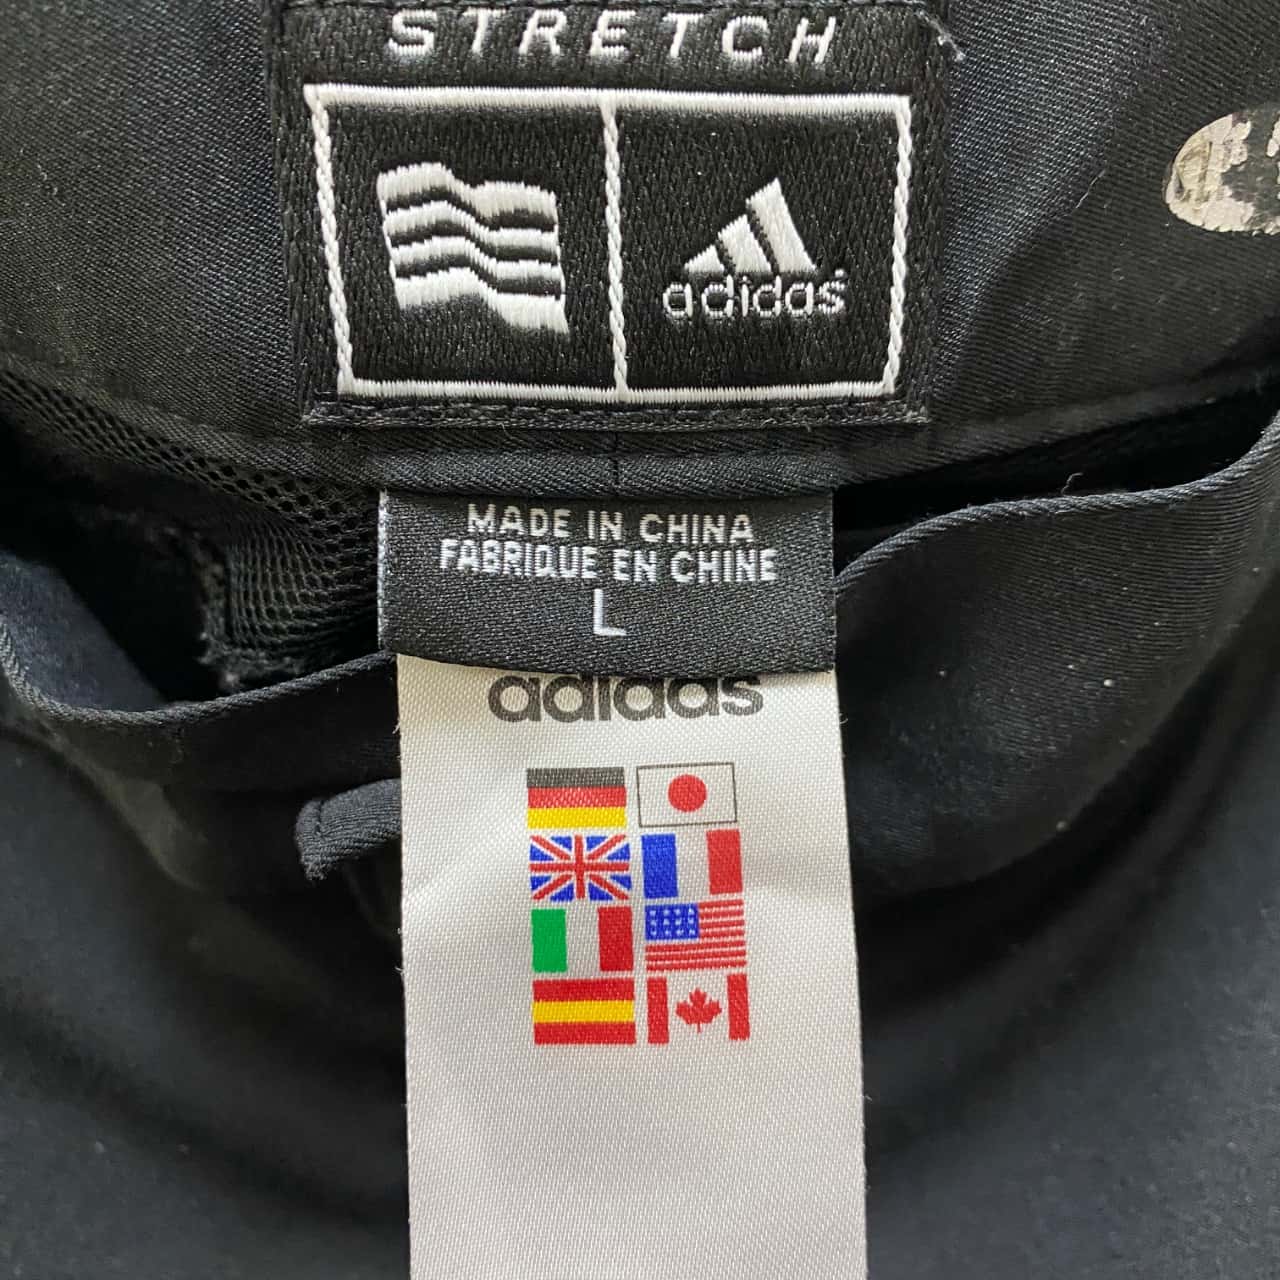 STRETCH
adidas
MADE IN CHINA
FABRIQUE EN CHINE
L
adidas